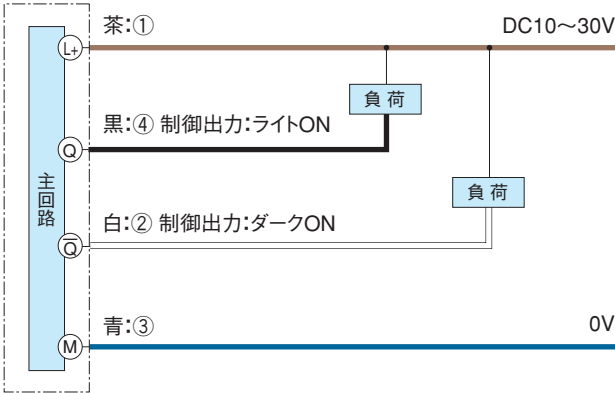 茶:① DC10〜30V
L+
負 荷
黒:④ 制御出力:ライトON
Q
主回路
負 荷
白:② 制御出力:ダークON
Q̅
青:③ 0V
M